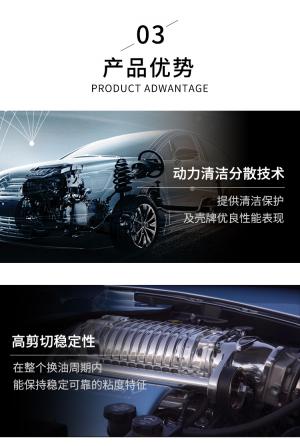 03
产品优势
PRODUCT ADWANTAGE
动力清洁分散技术
提供清洁保护
及壳牌优良性能表现
高剪切稳定性
在整个换油周期内
能保持稳定可靠的粘度特征